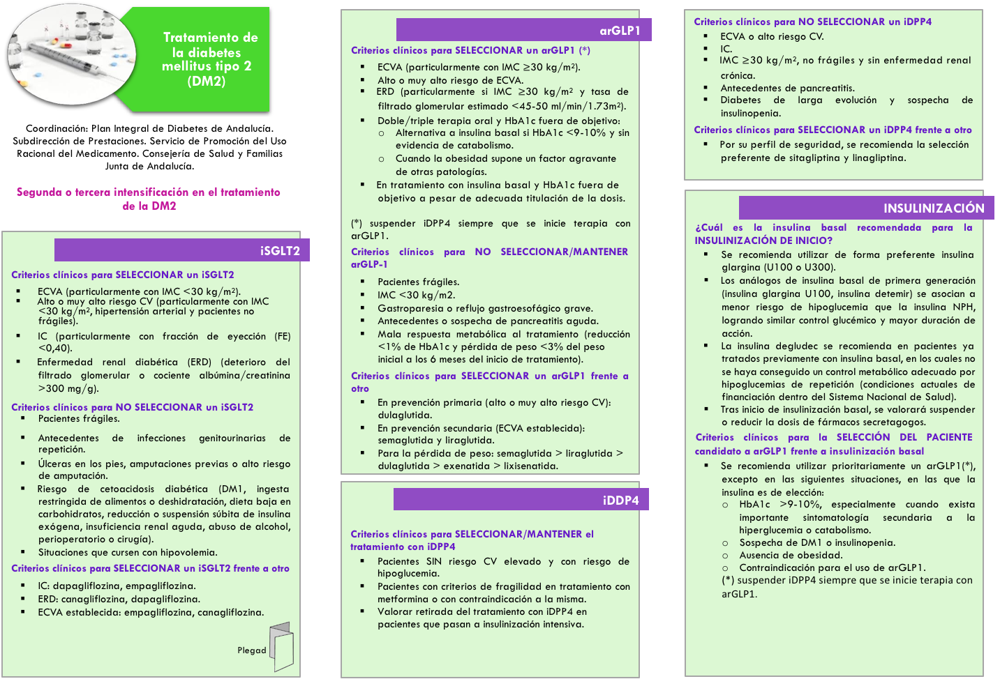 Tratamiento de
la diabetes
mellitus tipo 2
(DM2)
Coordinación: Plan Integral de Diabetes de Andalucía.
Subdirección de Prestaciones. Servicio de Promoción del Uso
Racional del Medicamento. Consejería de Salud y Familias
Junta de Andalucía.
Segunda o tercera intensificación en el tratamiento
de la DM2
iSGLT2
Criterios clínicos para SELECCIONAR un iSGLT2
▪ ECVA (particularmente con IMC <30 kg/m²).
▪ Alto o muy alto riesgo CV (particularmente con IMC
<30 kg/m², hipertensión arterial y pacientes no
frágiles).
▪ IC (particularmente con fracción de eyección (FE)
<0,40).
▪ Enfermedad renal diabética (ERD) (deterioro del
filtrado glomerular o cociente albúmina/creatinina
>300 mg/g).
Criterios clínicos para NO SELECCIONAR un iSGLT2
▪ Pacientes frágiles.
▪ Antecedentes de infecciones genitourinarias de
repetición.
▪ Úlceras en los pies, amputaciones previas o alto riesgo
de amputación.
▪ Riesgo de cetoacidosis diabética (DM1, ingesta
restringida de alimentos o deshidratación, dieta baja en
carbohidratos, reducción o suspensión súbita de insulina
exógena, insuficiencia renal aguda, abuso de alcohol,
perioperatorio o cirugía).
▪ Situaciones que cursen con hipovolemia.
Criterios clínicos para SELECCIONAR un iSGLT2 frente a otro
▪ IC: dapagliflozina, empagliflozina.
▪ ERD: canagliflozina, dapagliflozina.
▪ ECVA establecida: empagliflozina, canagliflozina.
Plegad
arGLP1
Criterios clínicos para SELECCIONAR un arGLP1 (*)
▪ ECVA (particularmente con IMC ≥30 kg/m²).
▪ Alto o muy alto riesgo de ECVA.
▪ ERD (particularmente si IMC ≥30 kg/m² y tasa de
filtrado glomerular estimado <45-50 ml/min/1.73m²).
▪ Doble/triple terapia oral y HbA1c fuera de objetivo:
o Alternativa a insulina basal si HbA1c <9-10% y sin
evidencia de catabolismo.
o Cuando la obesidad supone un factor agravante
de otras patologías.
▪ En tratamiento con insulina basal y HbA1c fuera de
objetivo a pesar de adecuada titulación de la dosis.
(*) suspender iDPP4 siempre que se inicie terapia con
arGLP1.
Criterios clínicos para NO SELECCIONAR/MANTENER
arGLP-1
▪ Pacientes frágiles.
▪ IMC <30 kg/m2.
▪ Gastroparesia o reflujo gastroesofágico grave.
▪ Antecedentes o sospecha de pancreatitis aguda.
▪ Mala respuesta metabólica al tratamiento (reducción
<1% de HbA1c y pérdida de peso <3% del peso
inicial a los 6 meses del inicio de tratamiento).
Criterios clínicos para SELECCIONAR un arGLP1 frente a
otro
▪ En prevención primaria (alto o muy alto riesgo CV):
dulaglutida.
▪ En prevención secundaria (ECVA establecida):
semaglutida y liraglutida.
▪ Para la pérdida de peso: semaglutida > liraglutida >
dulaglutida > exenatida > lixisenatida.
iDDP4
Criterios clínicos para SELECCIONAR/MANTENER el
tratamiento con iDPP4
▪ Pacientes SIN riesgo CV elevado y con riesgo de
hipoglucemia.
▪ Pacientes con criterios de fragilidad en tratamiento con
metformina o con contraindicación a la misma.
▪ Valorar retirada del tratamiento con iDPP4 en
pacientes que pasan a insulinización intensiva.
Criterios clínicos para NO SELECCIONAR un iDPP4
▪ ECVA o alto riesgo CV.
▪ IC.
▪ IMC ≥30 kg/m², no frágiles y sin enfermedad renal
crónica.
▪ Antecedentes de pancreatitis.
▪ Diabetes de larga evolución y sospecha de
insulinopenia.
Criterios clínicos para SELECCIONAR un iDPP4 frente a otro
▪ Por su perfil de seguridad, se recomienda la selección
preferente de sitagliptina y linagliptina.
INSULINIZACIÓN
¿Cuál es la insulina basal recomendada para la
INSULINIZACIÓN DE INICIO?
▪ Se recomienda utilizar de forma preferente insulina
glargina (U100 o U300).
▪ Los análogos de insulina basal de primera generación
(insulina glargina U100, insulina detemir) se asocian a
menor riesgo de hipoglucemia que la insulina NPH,
logrando similar control glucémico y mayor duración de
acción.
▪ La insulina degludec se recomienda en pacientes ya
tratados previamente con insulina basal, en los cuales no
se haya conseguido un control metabólico adecuado por
hipoglucemias de repetición (condiciones actuales de
financiación dentro del Sistema Nacional de Salud).
▪ Tras inicio de insulinización basal, se valorará suspender
o reducir la dosis de fármacos secretagogos.
Criterios clínicos para la SELECCIÓN DEL PACIENTE
candidato a arGLP1 frente a insulinización basal
▪ Se recomienda utilizar prioritariamente un arGLP1(*),
excepto en las siguientes situaciones, en las que la
insulina es de elección:
o HbA1c >9-10%, especialmente cuando exista
importante sintomatología secundaria a la
hiperglucemia o catabolismo.
o Sospecha de DM1 o insulinopenia.
o Ausencia de obesidad.
o Contraindicación para el uso de arGLP1.
(*) suspender iDPP4 siempre que se inicie terapia con
arGLP1.